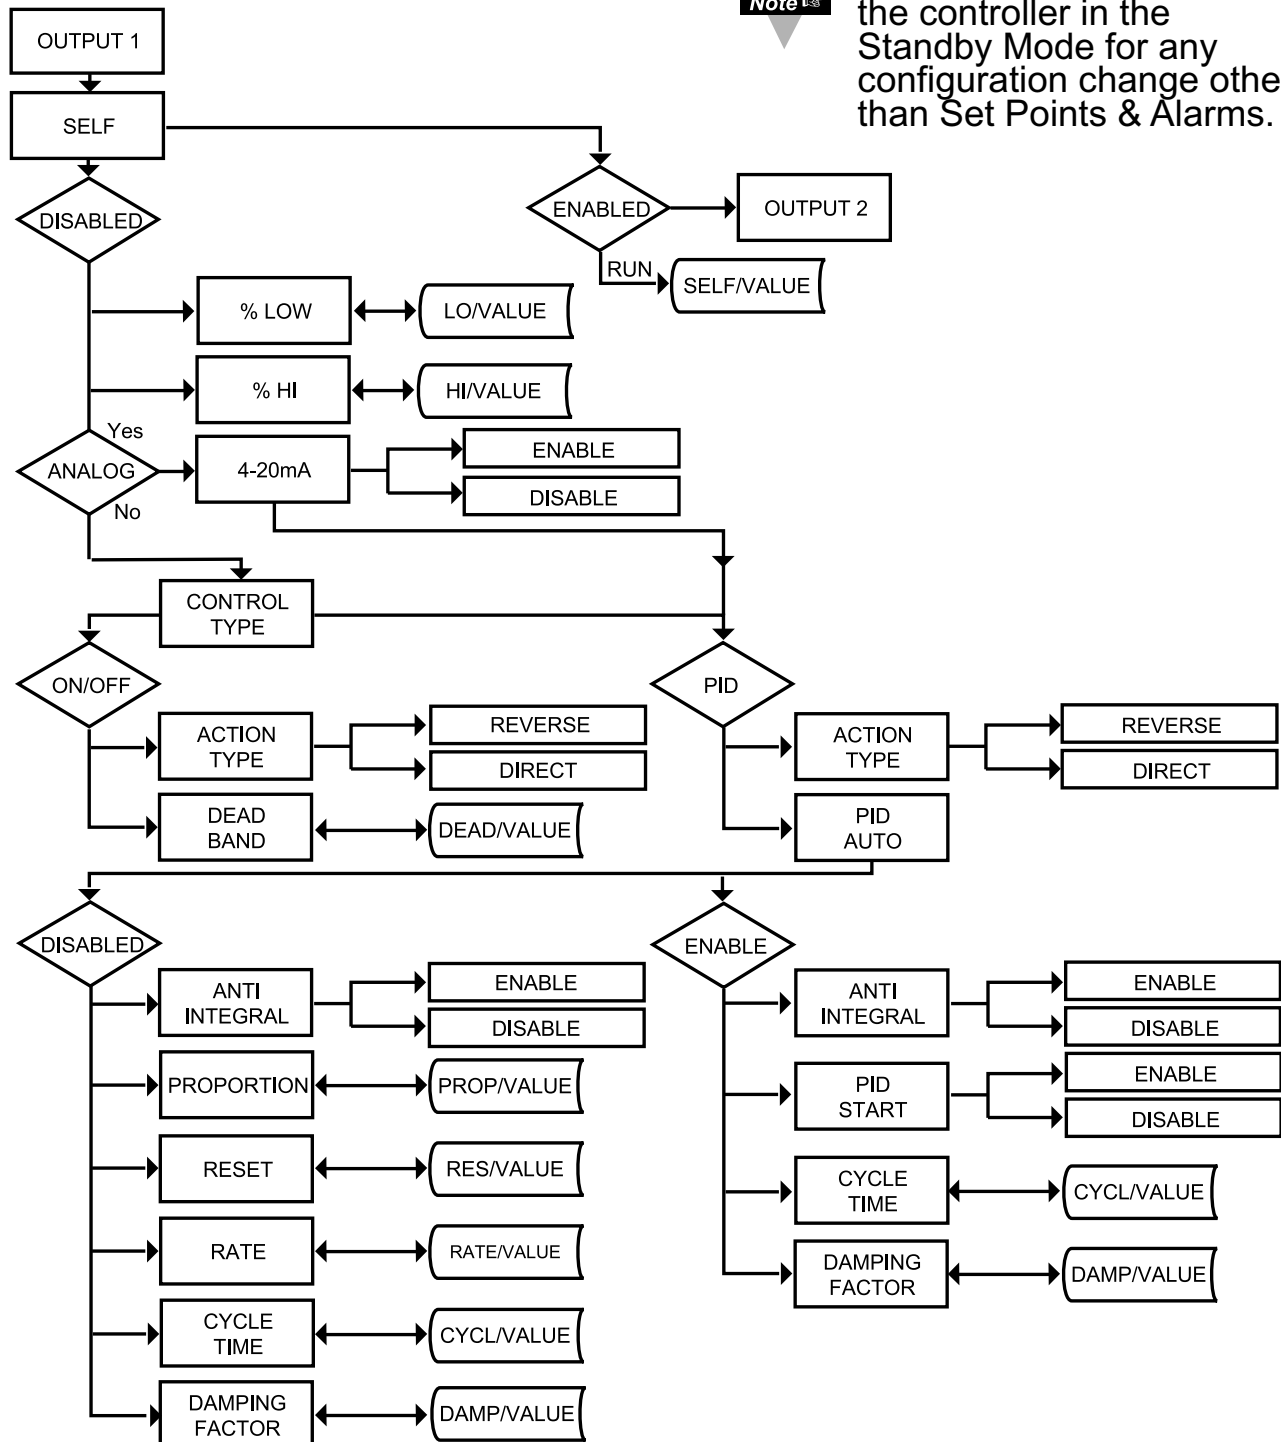 Note
the controller in the
Standby Mode for any
configuration change othe
than Set Points & Alarms.
OUTPUT 1
SELF
DISABLED
ENABLED
OUTPUT 2
RUN
SELF/VALUE
% LOW
LO/VALUE
% HI
HI/VALUE
Yes
ANALOG
4-20mA
ENABLE
DISABLE
No
CONTROL
TYPE
ON/OFF
PID
ACTION
TYPE
REVERSE
DIRECT
ACTION
TYPE
REVERSE
DIRECT
DEAD
BAND
DEAD/VALUE
PID
AUTO
DISABLED
ENABLE
ANTI
INTEGRAL
ENABLE
DISABLE
ANTI
INTEGRAL
ENABLE
DISABLE
PROPORTION
PROP/VALUE
PID
START
ENABLE
DISABLE
RESET
RES/VALUE
CYCLE
TIME
CYCL/VALUE
RATE
RATE/VALUE
DAMPING
FACTOR
DAMP/VALUE
CYCLE
TIME
CYCL/VALUE
DAMPING
FACTOR
DAMP/VALUE